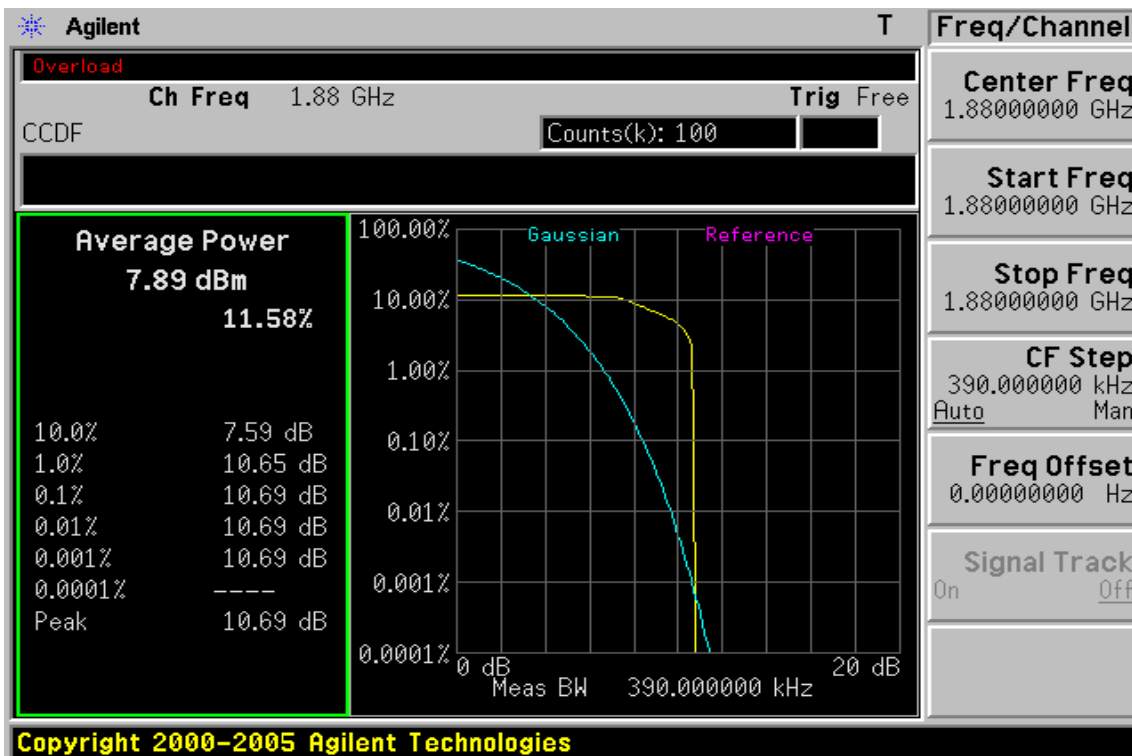 Agilent
T
Freq/Channel
Overload
Ch Freq 1.88 GHz
Trig Free
CCDF
Counts(k): 100
Center Freq
1.88000000 GHz
Start Freq
1.88000000 GHz
Stop Freq
1.88000000 GHz
CF Step
390.000000 kHz
Auto Man
Freq Offset
0.00000000 Hz
Signal Track
On Off
Average Power
7.89 dBm
11.58%
10.0% 7.59 dB
1.0% 10.65 dB
0.1% 10.69 dB
0.01% 10.69 dB
0.001% 10.69 dB
0.0001% ----
Peak 10.69 dB
Gaussian Reference
100.00%
10.00%
1.00%
0.10%
0.01%
0.001%
0.0001%
0 dB 20 dB
Meas BW 390.000000 kHz
Copyright 2000-2005 Agilent Technologies